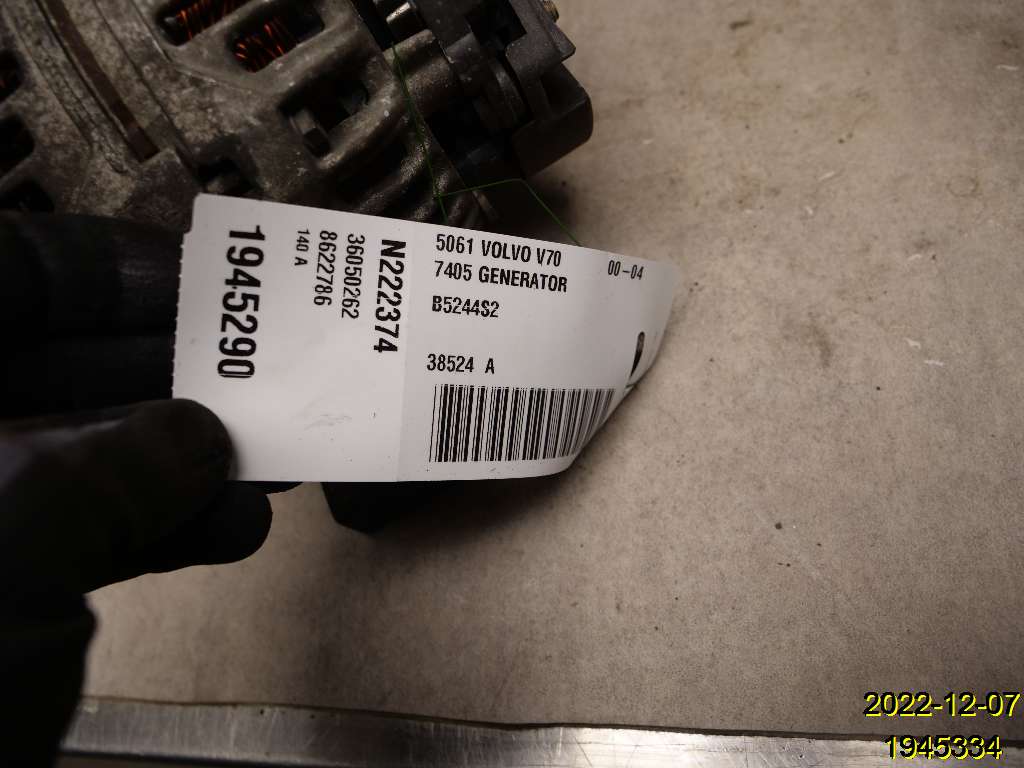 5061 VOLVO V70 00-04
7405 GENERATOR
B5244S2
38524 A
N222374
36050262
8622786
140 A
1945290
2022-12-07
1945334